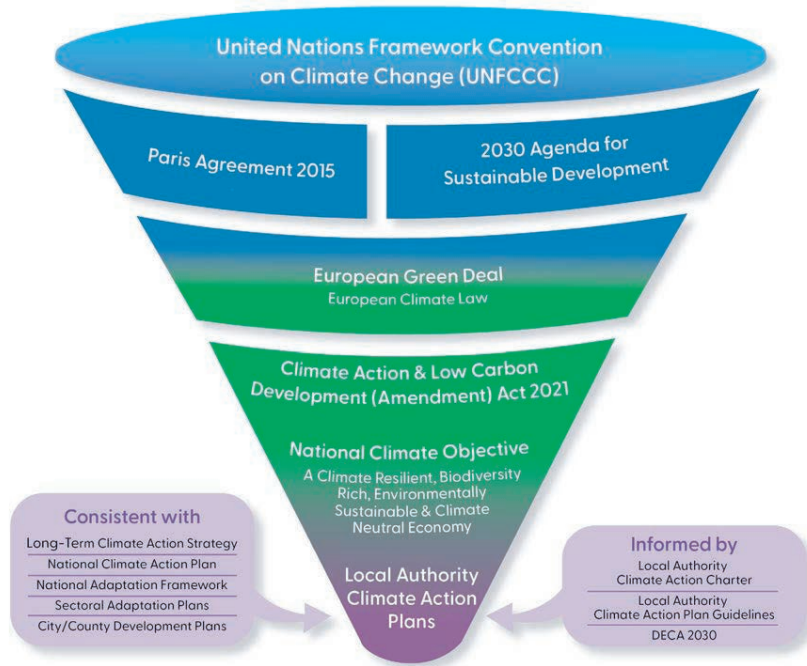 United Nations Framework Convention
on Climate Change (UNFCCC)
Paris Agreement 2015
2030 Agenda for
Sustainable Development
European Green Deal
European Climate Law
Climate Action & Low Carbon
Development (Amendment) Act 2021
National Climate Objective
A Climate Resilient, Biodiversity
Rich, Environmentally
Sustainable & Climate
Neutral Economy
Consistent with
Long-Term Climate Action Strategy
National Climate Action Plan
National Adaptation Framework
Sectoral Adaptation Plans
City/County Development Plans
Local Authority
Climate Action
Plans
Informed by
Local Authority
Climate Action Charter
Local Authority
Climate Action Plan Guidelines
DECA 2030